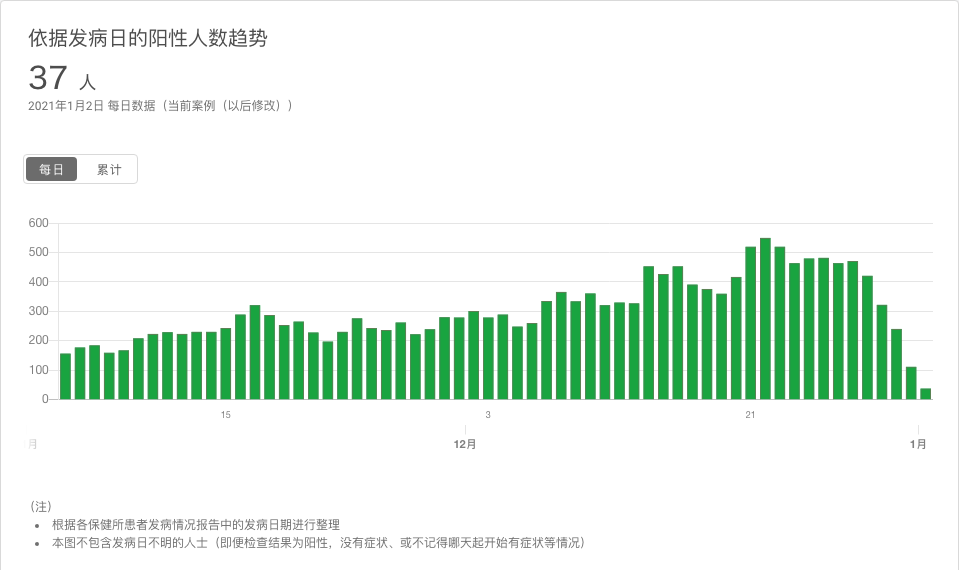 依据发病日的阳性人数趋势
37 人
2021年1月2日 每日数据（当前案例（以后修改））
每日 累计
600
500
400
300
200
100
0
15 3 21
月 12月 1月
（注）
• 根据各保健所患者发病情况报告中的发病日期进行整理
• 本图不包含发病日不明的人士（即便检查结果为阳性，没有症状、或不记得哪天起开始有症状等情况）